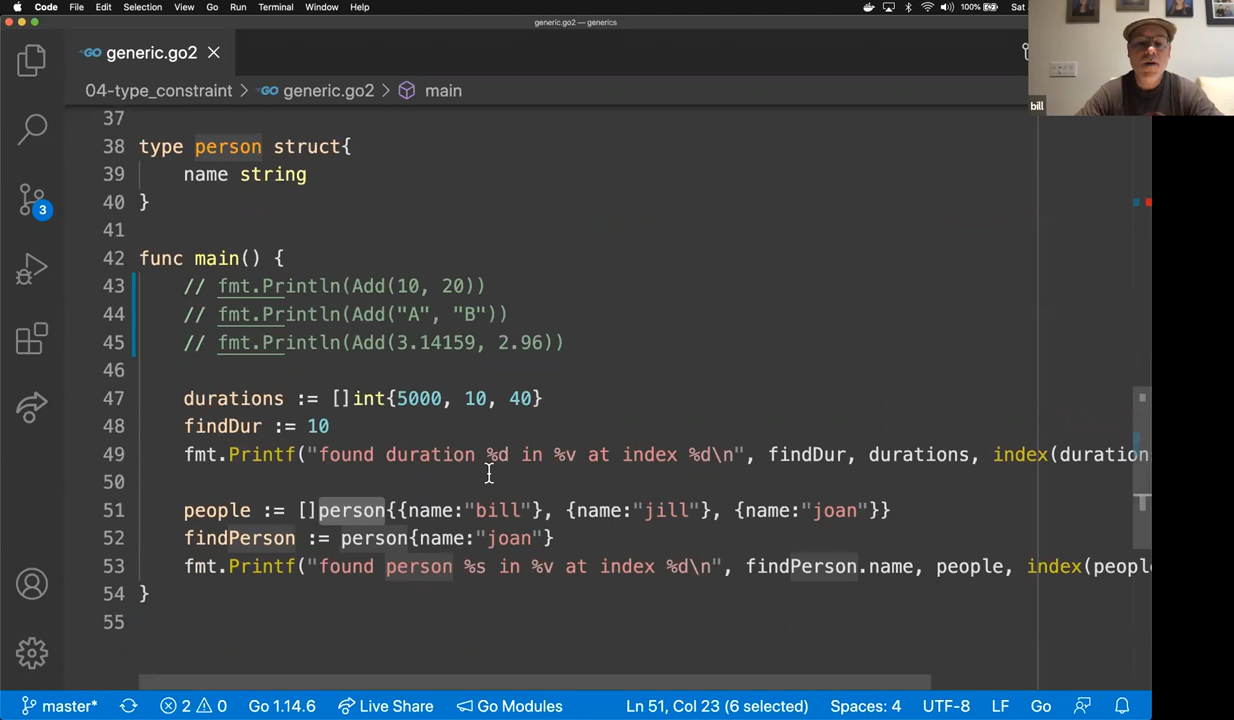 Code File Edit Selection View Go Run Terminal Window Help 100% Sat
generic.go2 — generics
GO generic.go2
04-type_constraint > GO generic.go2 > main
bill
37
38 type person struct{
39 name string
40 }
41
42 func main() {
43 // fmt.Println(Add(10, 20))
44 // fmt.Println(Add("A", "B"))
45 // fmt.Println(Add(3.14159, 2.96))
46
47 durations := []int{5000, 10, 40}
48 findDur := 10
49 fmt.Printf("found duration %d in %v at index %d\n", findDur, durations, index(duration
50
51 people := []person{{name:"bill"}, {name:"jill"}, {name:"joan"}}
52 findPerson := person{name:"joan"}
53 fmt.Printf("found person %s in %v at index %d\n", findPerson.name, people, index(people
54 }
55
3
master* 2 0 Go 1.14.6 Live Share Go Modules Ln 51, Col 23 (6 selected) Spaces: 4 UTF-8 LF Go